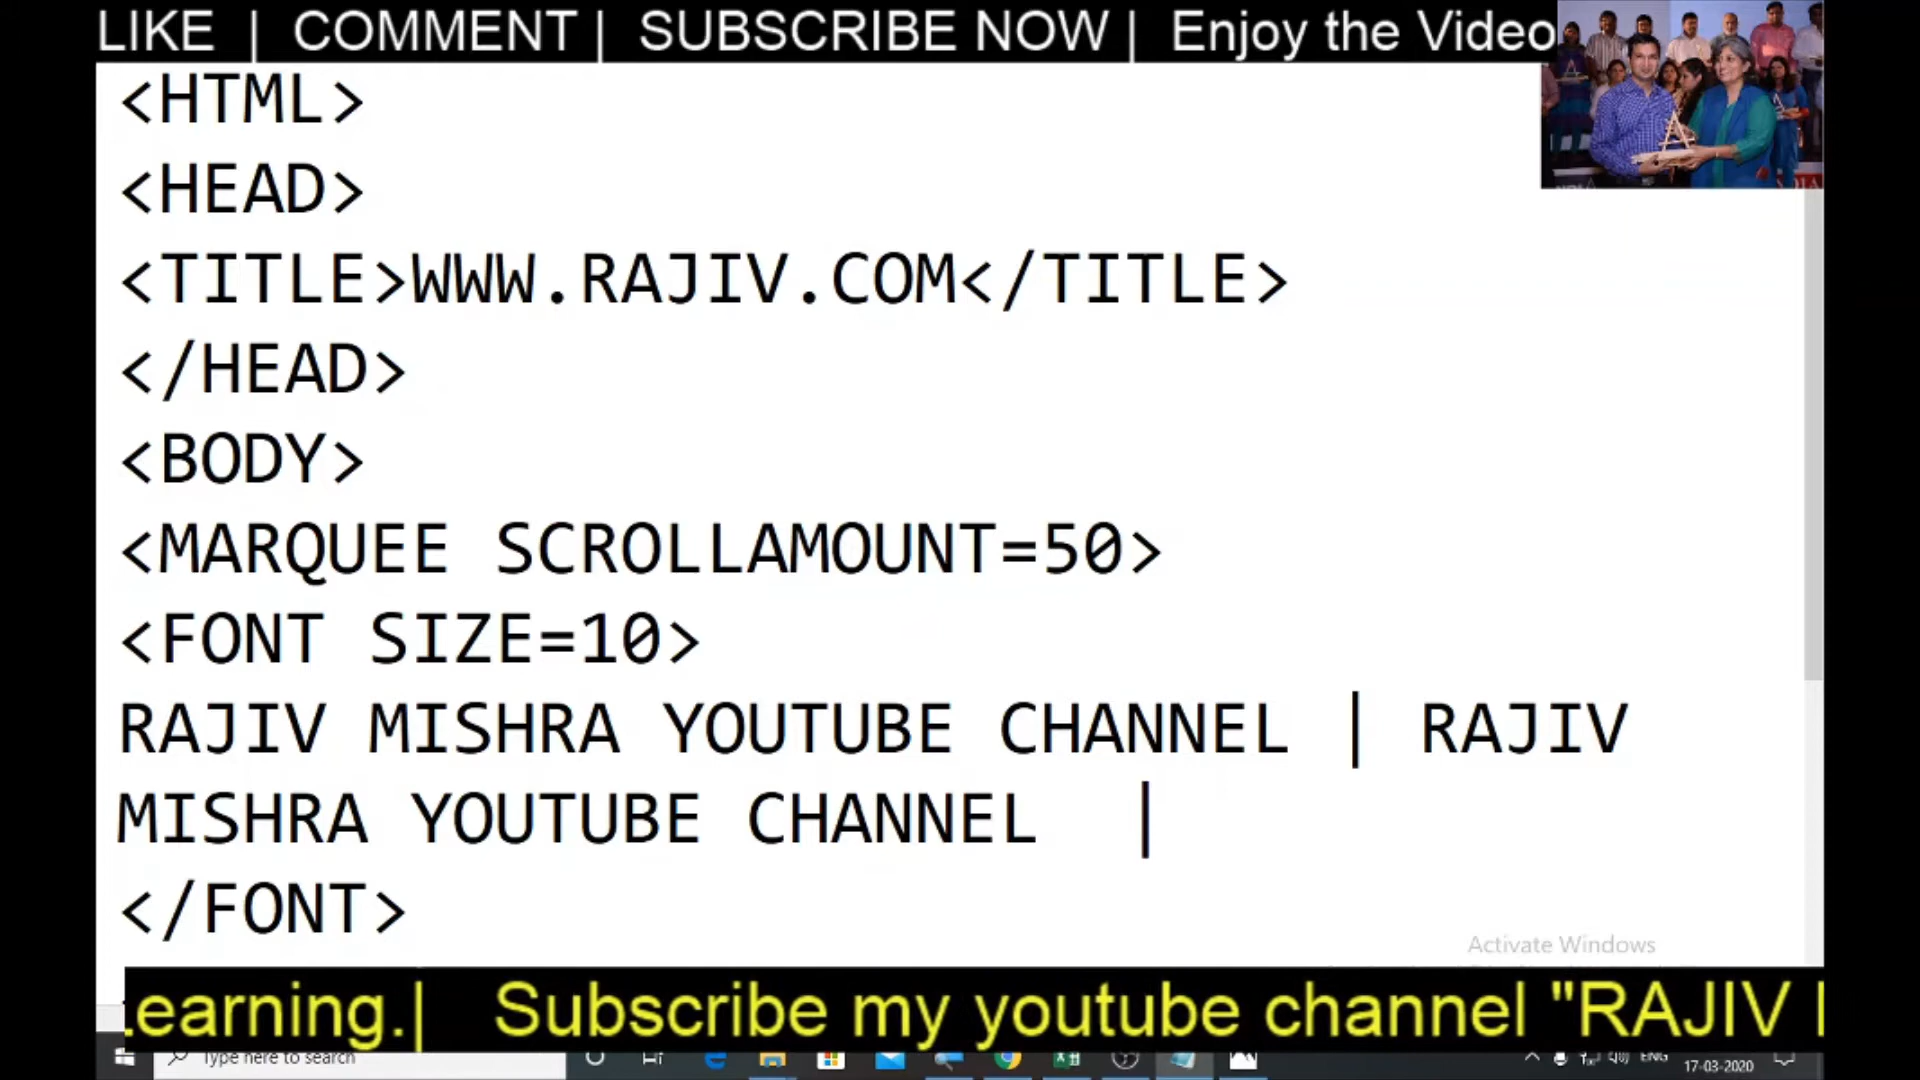 LIKE | COMMENT | SUBSCRIBE NOW | Enjoy the Video
<HTML>
<HEAD>
<TITLE>WWW.RAJIV.COM</TITLE>
</HEAD>
<BODY>
<MARQUEE SCROLLAMOUNT=50>
<FONT SIZE=10>
RAJIV MISHRA YOUTUBE CHANNEL | RAJIV
MISHRA YOUTUBE CHANNEL |
</FONT>
Activate Windows
earning.| Subscribe my youtube channel "RAJIV
Type here to search
ENG
17-03-2020